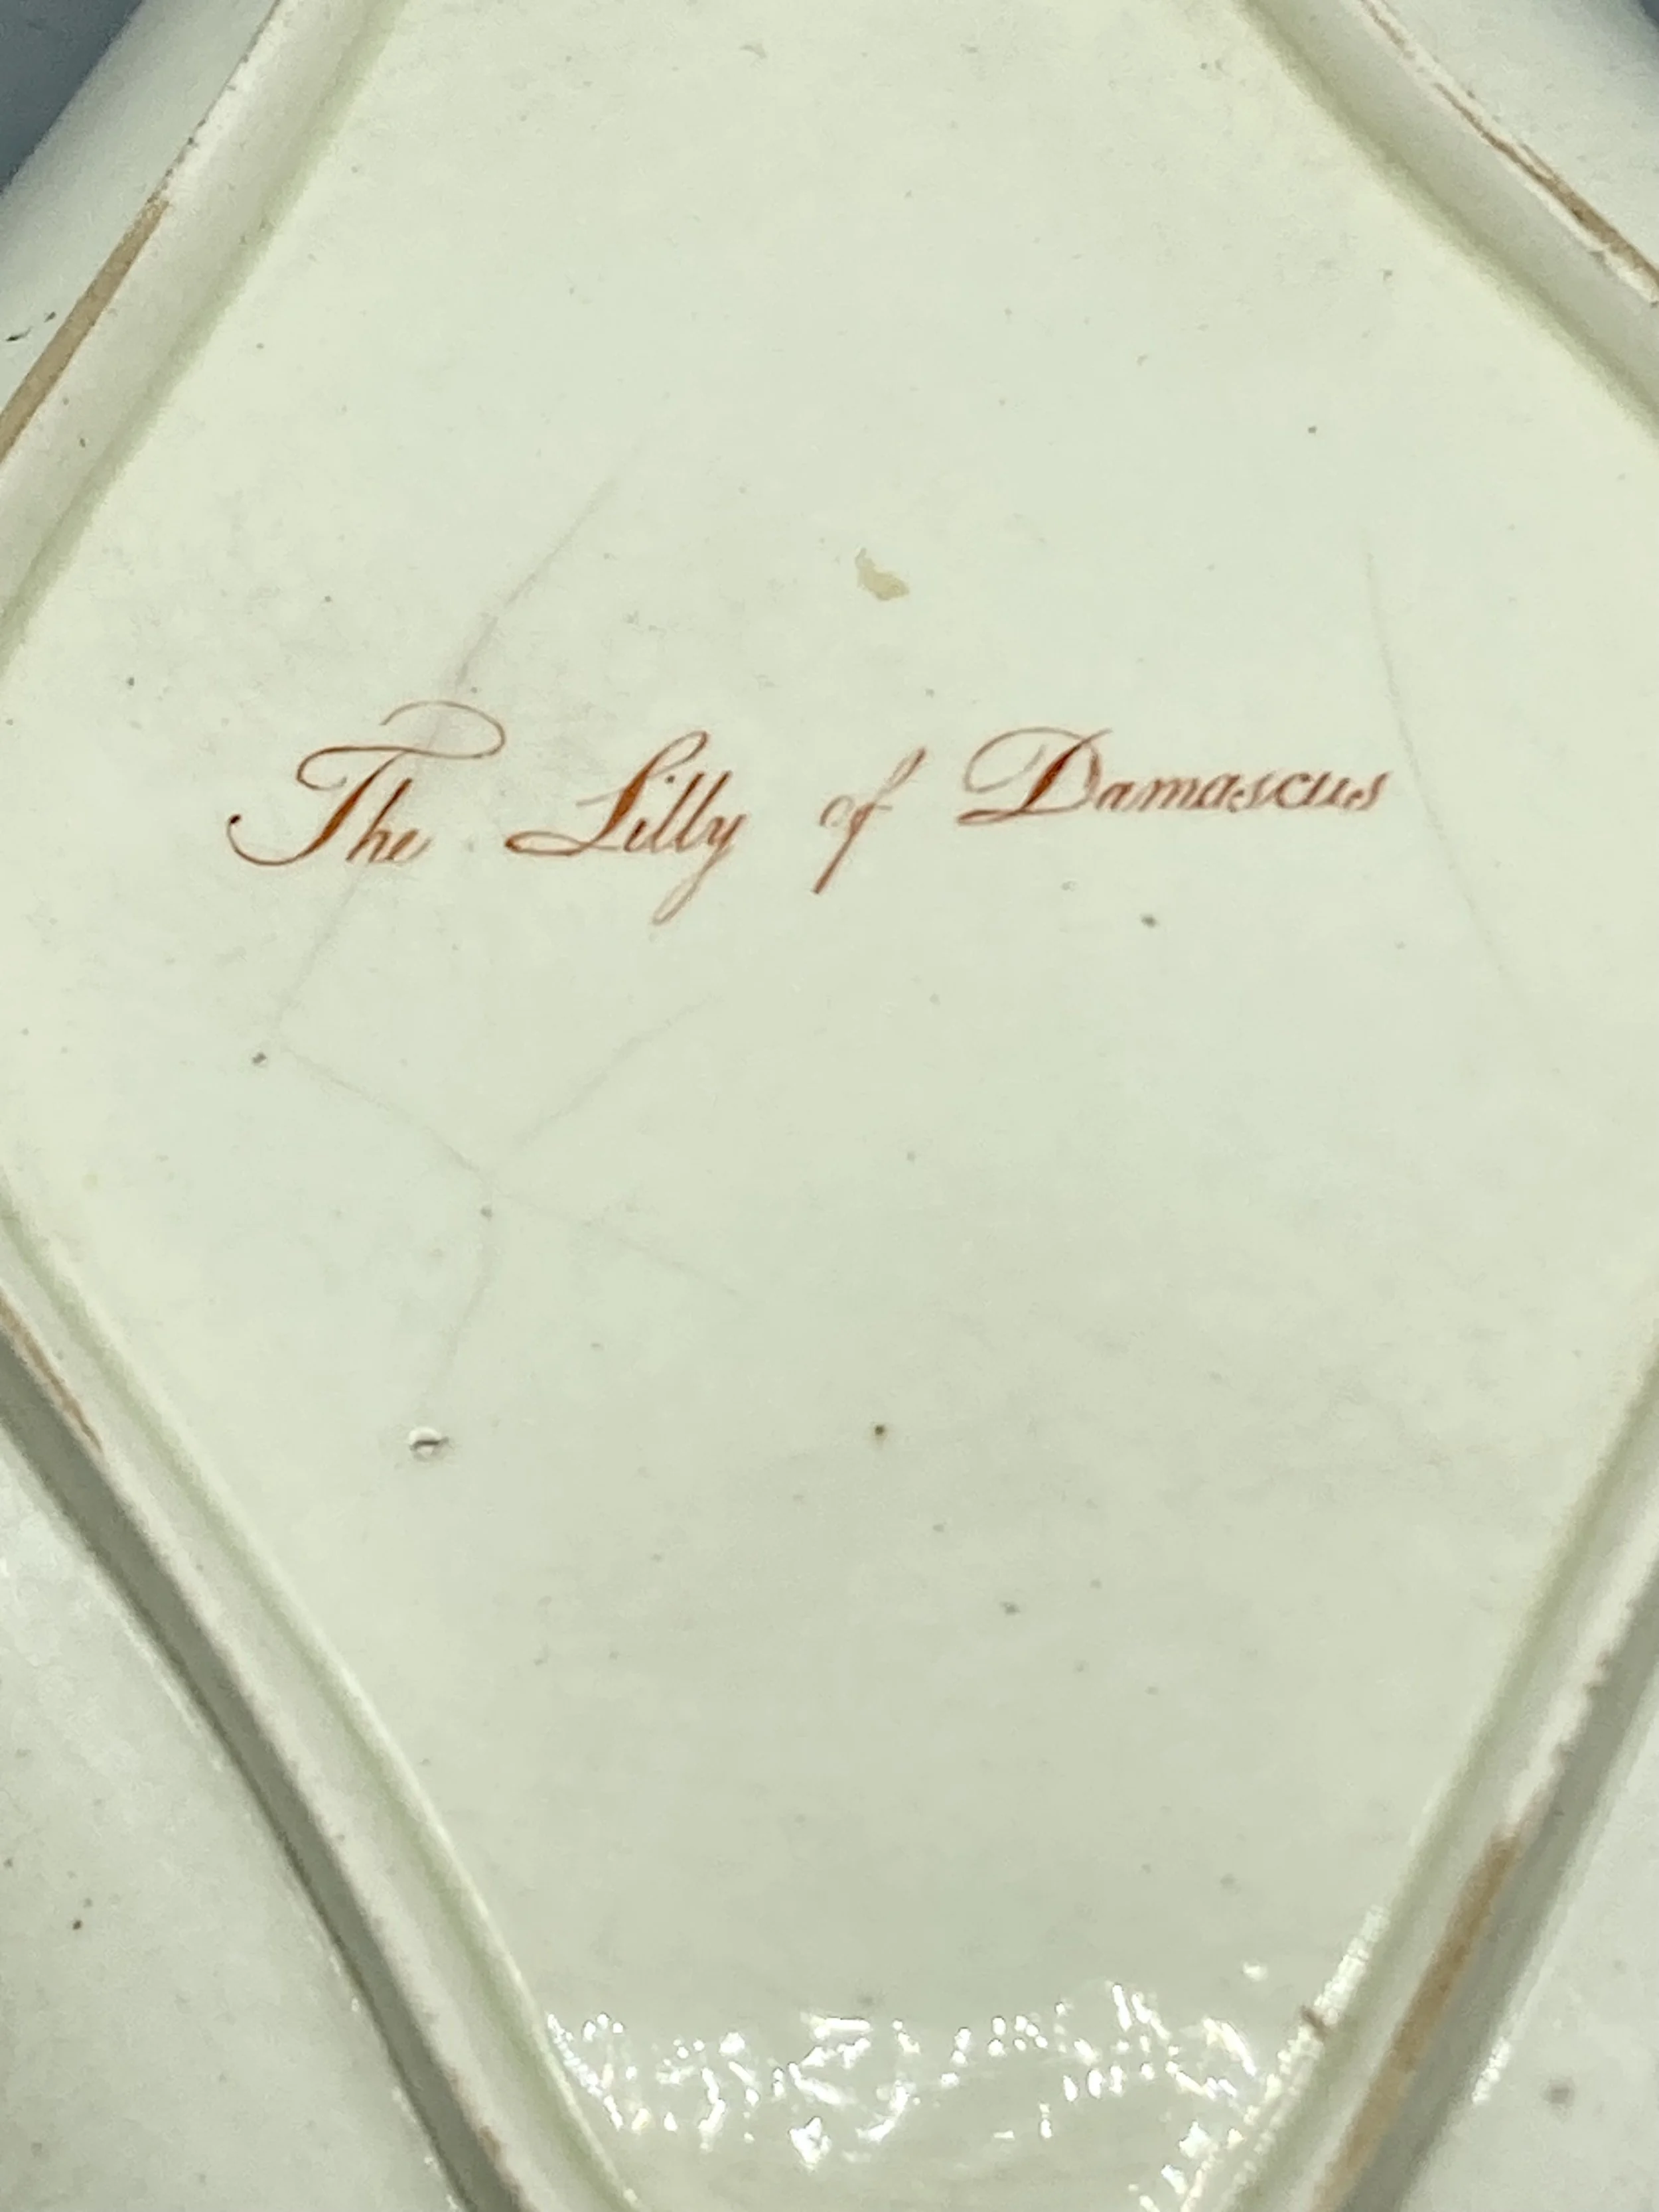 The Lilly of Damascus